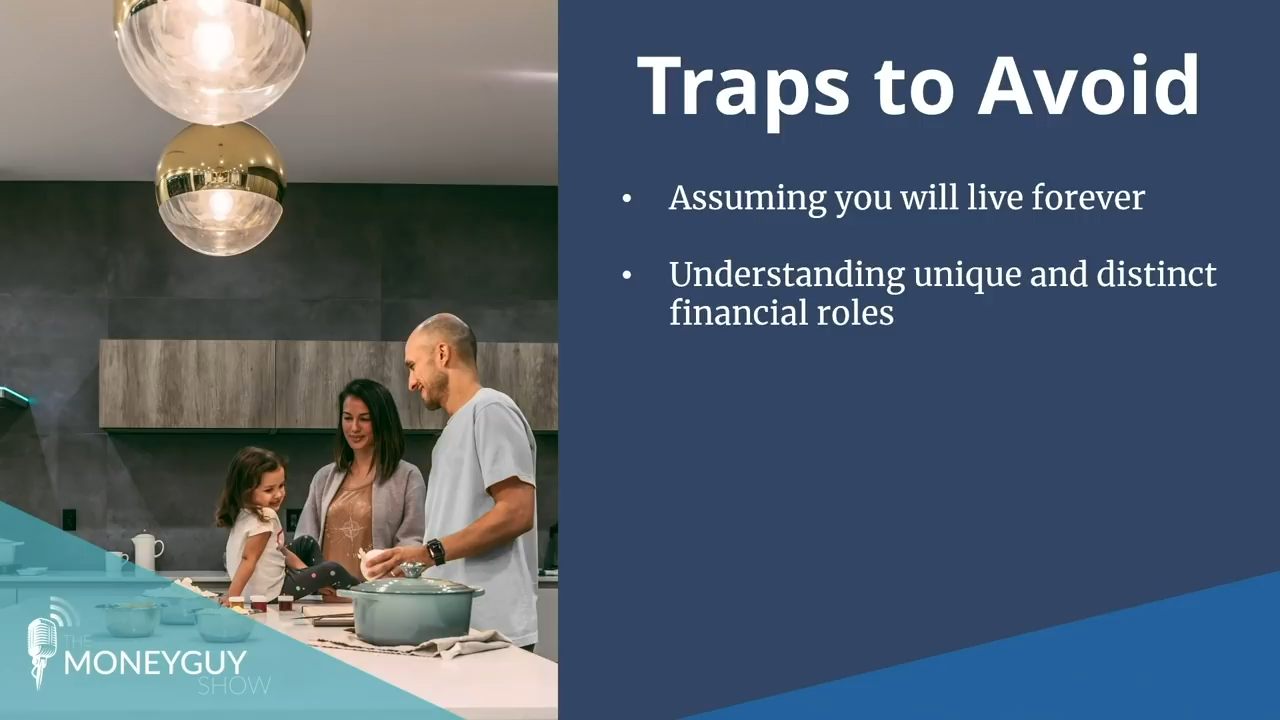 Traps to Avoid
• Assuming you will live forever
• Understanding unique and distinct
financial roles
THE
MONEYGUY
SHOW